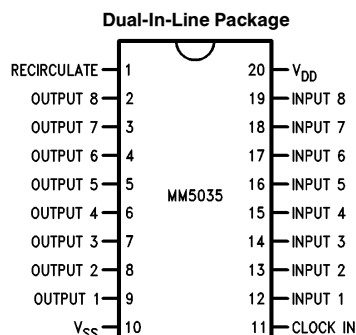 Dual-In-Line Package
RECIRCULATE 1 20 VDD
OUTPUT 8 2 19 INPUT 8
OUTPUT 7 3 18 INPUT 7
OUTPUT 6 4 17 INPUT 6
OUTPUT 5 5 16 INPUT 5
MM5035
OUTPUT 4 6 15 INPUT 4
OUTPUT 3 7 14 INPUT 3
OUTPUT 2 8 13 INPUT 2
OUTPUT 1 9 12 INPUT 1
VSS 10 11 CLOCK IN